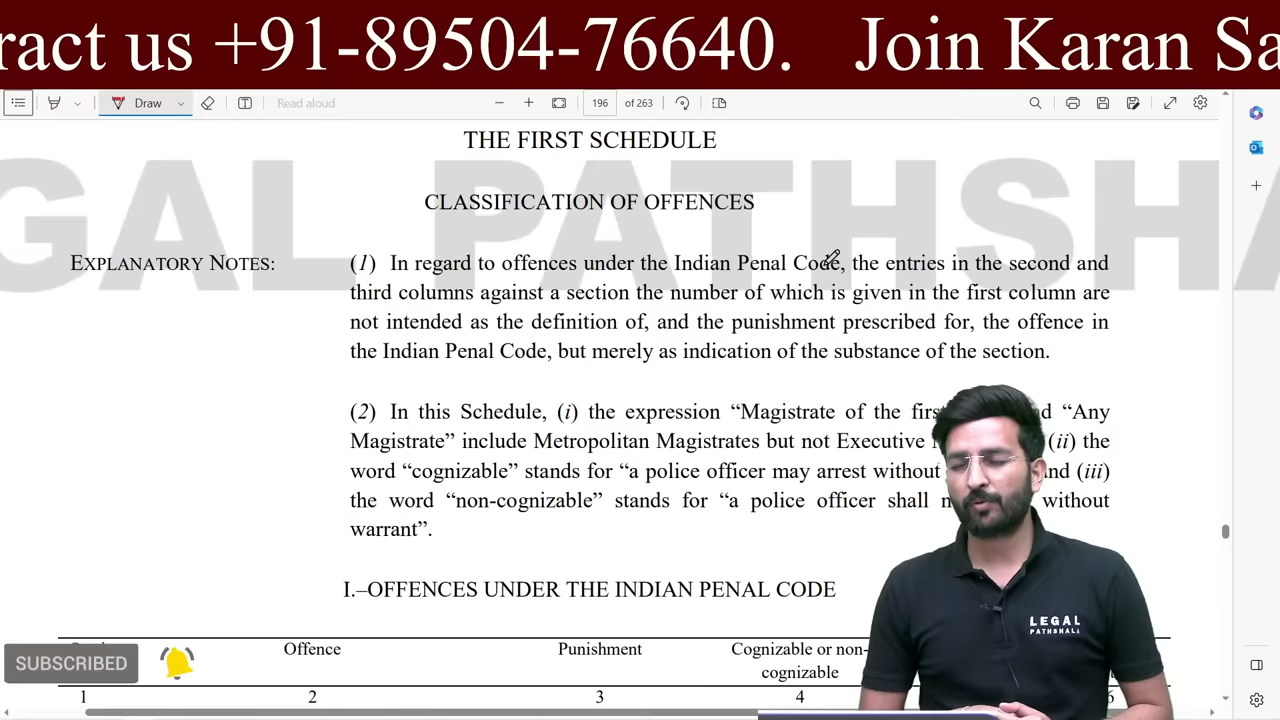 ract us +91-89504-76640. Join Karan Sa
Draw
Read aloud
196 of 263
THE FIRST SCHEDULE
GAL PATHSHA
CLASSIFICATION OF OFFENCES
EXPLANATORY NOTES:
(1) In regard to offences under the Indian Penal Code, the entries in the second and
third columns against a section the number of which is given in the first column are
not intended as the definition of, and the punishment prescribed for, the offence in
the Indian Penal Code, but merely as indication of the substance of the section.
(2) In this Schedule, (i) the expression “Magistrate of the firs “Any
Magistrate” include Metropolitan Magistrates but not Executive (ii) the
word “cognizable” stands for “a police officer may arrest without nd (iii)
the word “non-cognizable” stands for “a police officer shall without
warrant”.
I.–OFFENCES UNDER THE INDIAN PENAL CODE
Offence Punishment Cognizable or non-
cognizable
1 2 3 4 6
SUBSCRIBED
LEGAL
PATHSHALA